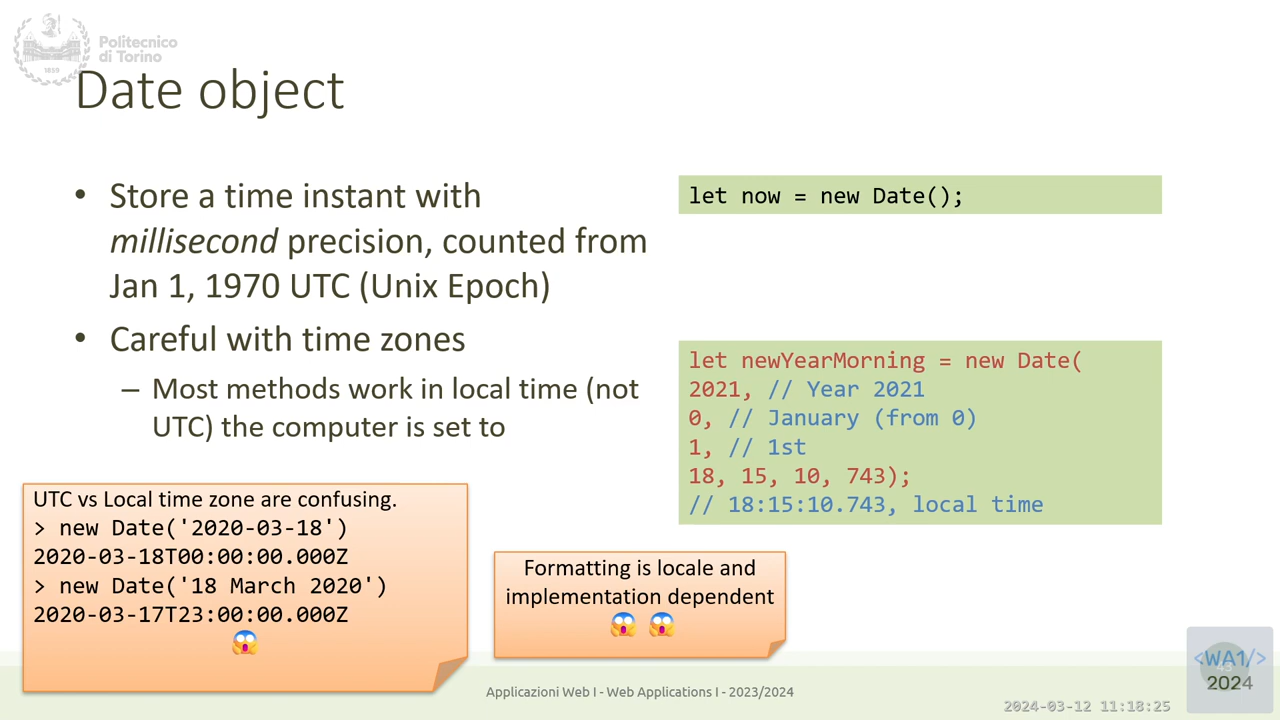 Politecnico
di Torino
1859
Date object
• Store a time instant with
millisecond precision, counted from
Jan 1, 1970 UTC (Unix Epoch)
• Careful with time zones
– Most methods work in local time (not
UTC) the computer is set to
let now = new Date();
let newYearMorning = new Date(
2021, // Year 2021
0, // January (from 0)
1, // 1st
18, 15, 10, 743);
// 18:15:10.743, local time
UTC vs Local time zone are confusing.
> new Date('2020-03-18')
2020-03-18T00:00:00.000Z
> new Date('18 March 2020')
2020-03-17T23:00:00.000Z
😱
Formatting is locale and
implementation dependent
😱 😱
Applicazioni Web I - Web Applications I - 2023/2024
<WA1/>
2024
2024-03-12 11:18:25